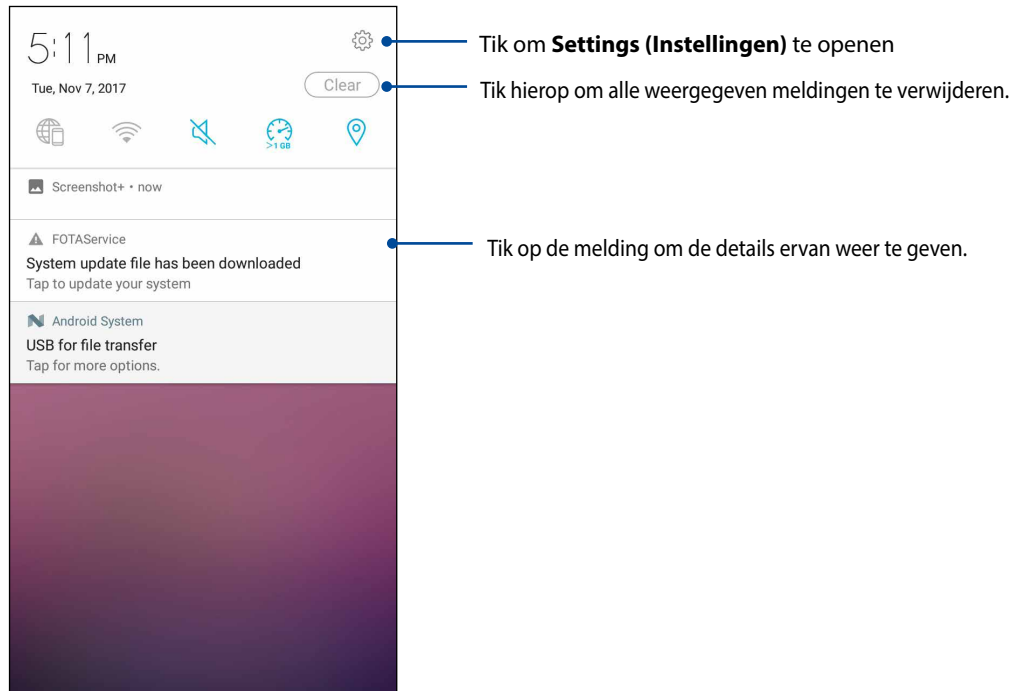 5:11 PM
Tik om Settings (Instellingen) te openen
Tue, Nov 7, 2017
Clear
Tik hierop om alle weergegeven meldingen te verwijderen.
>1 GB
Screenshot+ • now
FOTAService
System update file has been downloaded
Tap to update your system
Tik op de melding om de details ervan weer te geven.
Android System
USB for file transfer
Tap for more options.